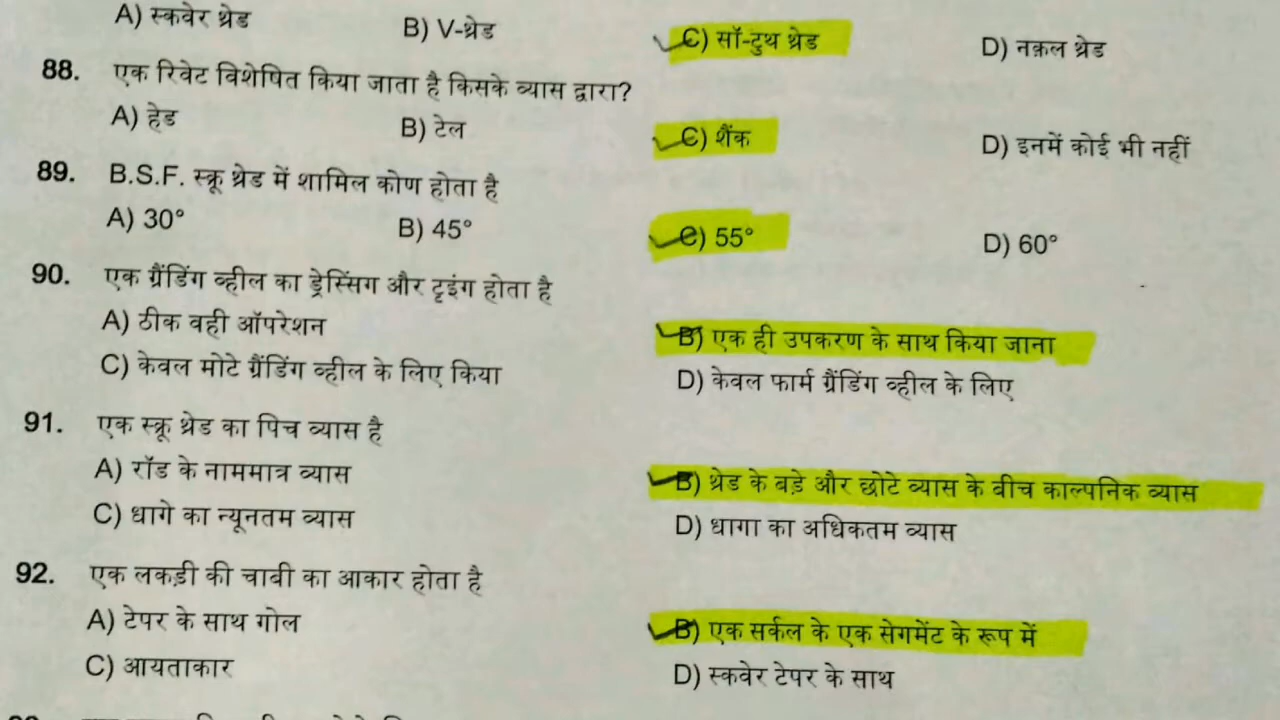 A) स्कवेर थ्रेड B) V-थ्रेड C) सॉ-टुथ थ्रेड D) नक़ल थ्रेड
88. एक रिवेट विशेषित किया जाता है किसके व्यास द्वारा?
A) हेड B) टेल C) शैंक D) इनमें कोई भी नहीं
89. B.S.F. स्क्रू थ्रेड में शामिल कोण होता है
A) 30° B) 45° C) 55° D) 60°
90. एक ग्रैंडिंग व्हील का ड्रेस्सिंग और टृइंग होता है
A) ठीक वही ऑपरेशन B) एक ही उपकरण के साथ किया जाना
C) केवल मोटे ग्रैंडिंग व्हील के लिए किया D) केवल फार्म ग्रैंडिंग व्हील के लिए
91. एक स्क्रू थ्रेड का पिच व्यास है
A) रॉड के नाममात्र व्यास B) थ्रेड के बड़े और छोटे व्यास के बीच काल्पनिक व्यास
C) धागे का न्यूनतम व्यास D) धागा का अधिकतम व्यास
92. एक लकड़ी की चाबी का आकार होता है
A) टेपर के साथ गोल B) एक सर्कल के एक सेगमेंट के रूप में
C) आयताकार D) स्कवेर टेपर के साथ